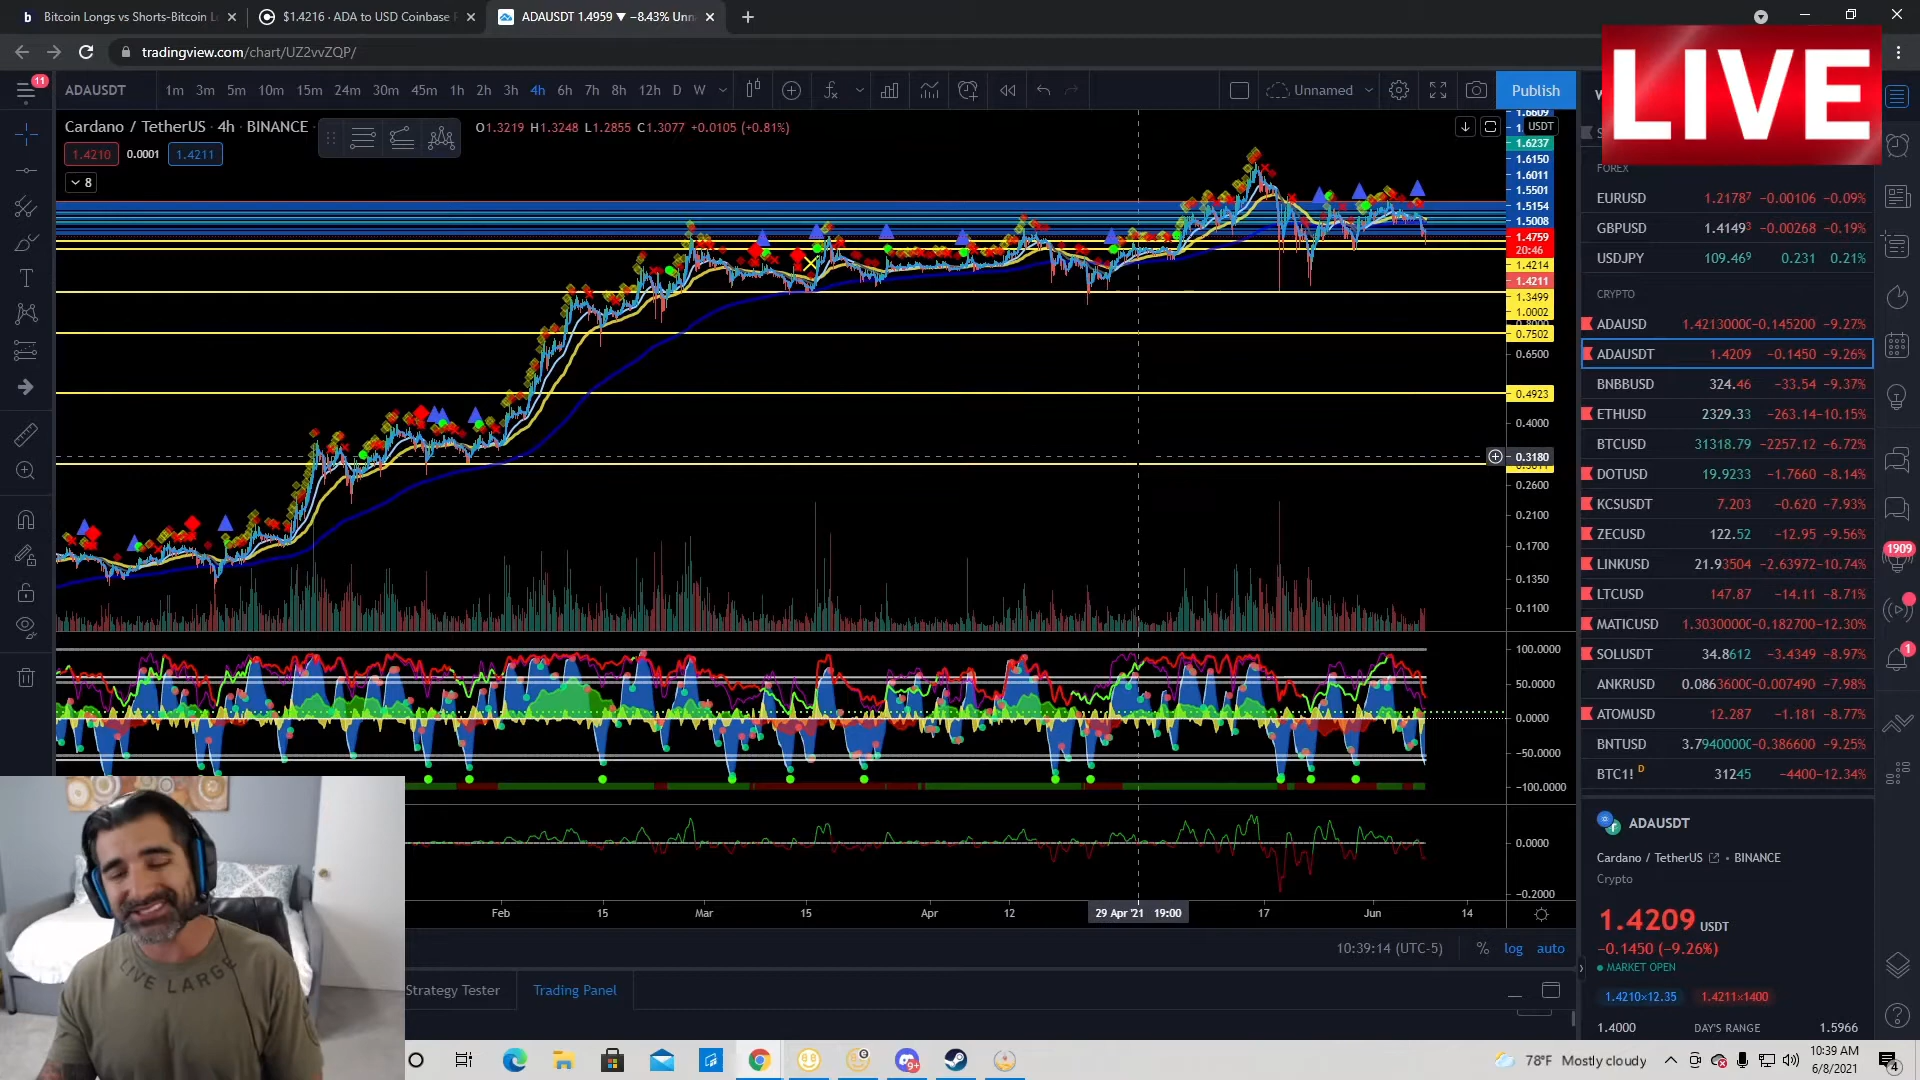 Bitcoin Longs vs Shorts-Bitcoin L
$1.4216 · ADA to USD Coinbase
ADAUSDT 1.4959 ▼ −8.43% Unn
tradingview.com/chart/UZ2vvZQP/
LIVE
11
ADAUSDT
1m 3m 5m 10m 15m 24m 30m 45m 1h 2h 3h 4h 6h 7h 8h 12h D W
Unnamed
Publish
Cardano / TetherUS · 4h · BINANCE
O1.3219 H1.3248 L1.2855 C1.3077 +0.0105 (+0.81%)
1.4210 0.0001 1.4211
8
USDT
1.6609
1.6237
1.6150
1.6011
1.5501
1.5154
1.5008
1.4759
20:46
1.4214
1.4211
1.3499
1.0002
0.7502
0.6500
0.4923
0.4000
0.3180
0.2600
0.2100
0.1700
0.1350
0.1100
100.0000
50.0000
0.0000
−50.0000
−100.0000
0.0000
−0.2000
Feb 15 Mar 15 Apr 12 29 Apr '21 19:00 17 Jun 14
10:39:14 (UTC-5) % log auto
Strategy Tester Trading Panel
FOREX
EURUSD 1.21787 −0.00106 −0.09%
GBPUSD 1.41493 −0.00268 −0.19%
USDJPY 109.469 0.231 0.21%
CRYPTO
ADAUSD 1.42130000 −0.145200 −9.27%
ADAUSDT 1.4209 −0.1450 −9.26%
BNBBUSD 324.46 −33.54 −9.37%
ETHUSD 2329.33 −263.14 −10.15%
BTCUSD 31318.79 −2257.12 −6.72%
DOTUSD 19.9233 −1.7660 −8.14%
KCSUSDT 7.203 −0.620 −7.93%
ZECUSD 122.52 −12.95 −9.56%
LINKUSD 21.93504 −2.63972 −10.74%
LTCUSD 147.87 −14.11 −8.71%
MATICUSD 1.3030000 −0.182700 −12.30%
SOLUSDT 34.8612 −3.4349 −8.97%
ANKRUSD 0.0863600 −0.007490 −7.98%
ATOMUSD 12.287 −1.181 −8.77%
BNTUSD 3.7940000 −0.386600 −9.25%
BTC1! D 31245 −4400 −12.34%
ADAUSDT
Cardano / TetherUS • BINANCE
Crypto
1.4209 USDT
−0.1450 (−9.26%)
MARKET OPEN
1.4210×12.35 1.4211×1400
1.4000 DAY'S RANGE 1.5966
1909
1
LIVE LARGE
9+
78°F Mostly cloudy
10:39 AM
6/8/2021
4